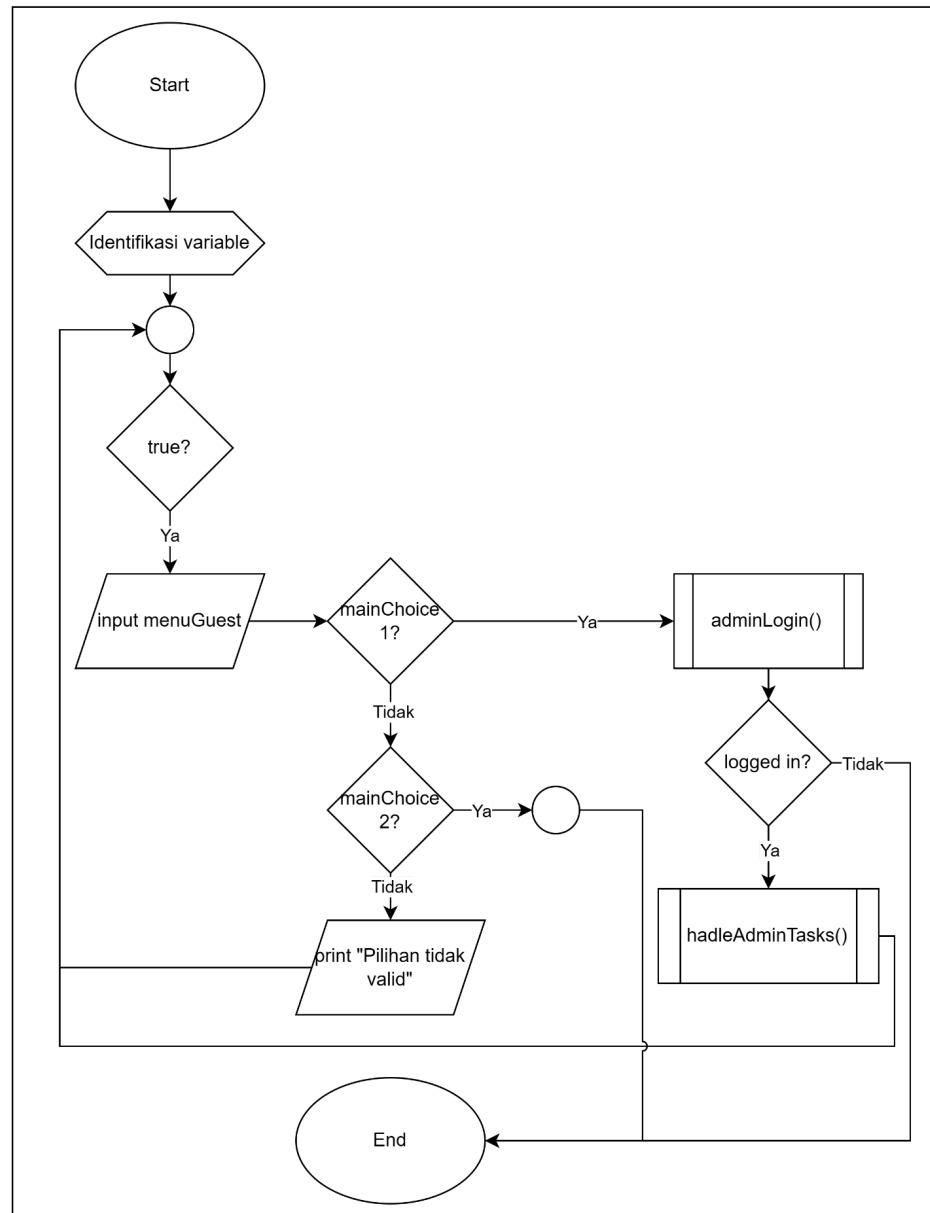 Start
Identifikasi variable
true?
Ya
input menuGuest
mainChoice
1?
Ya
adminLogin()
Tidak
logged in?
Tidak
mainChoice
2?
Ya
Ya
Tidak
hadleAdminTasks()
print "Pilihan tidak
valid"
End